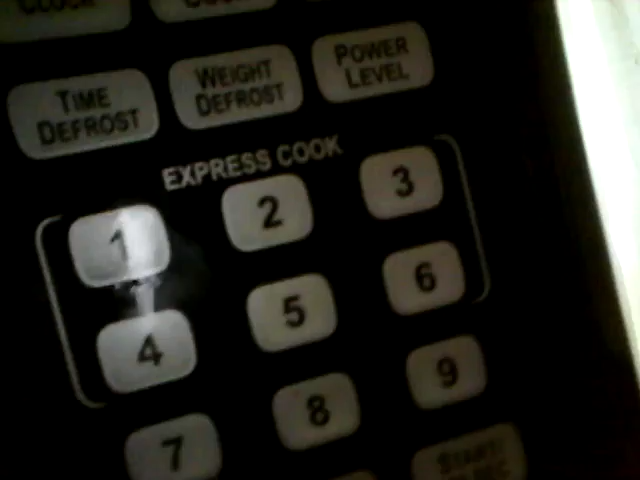 CLOCK
TIME DEFROST
WEIGHT DEFROST
POWER LEVEL
EXPRESS COOK
1 2 3
4 5 6
7 8 9
START/